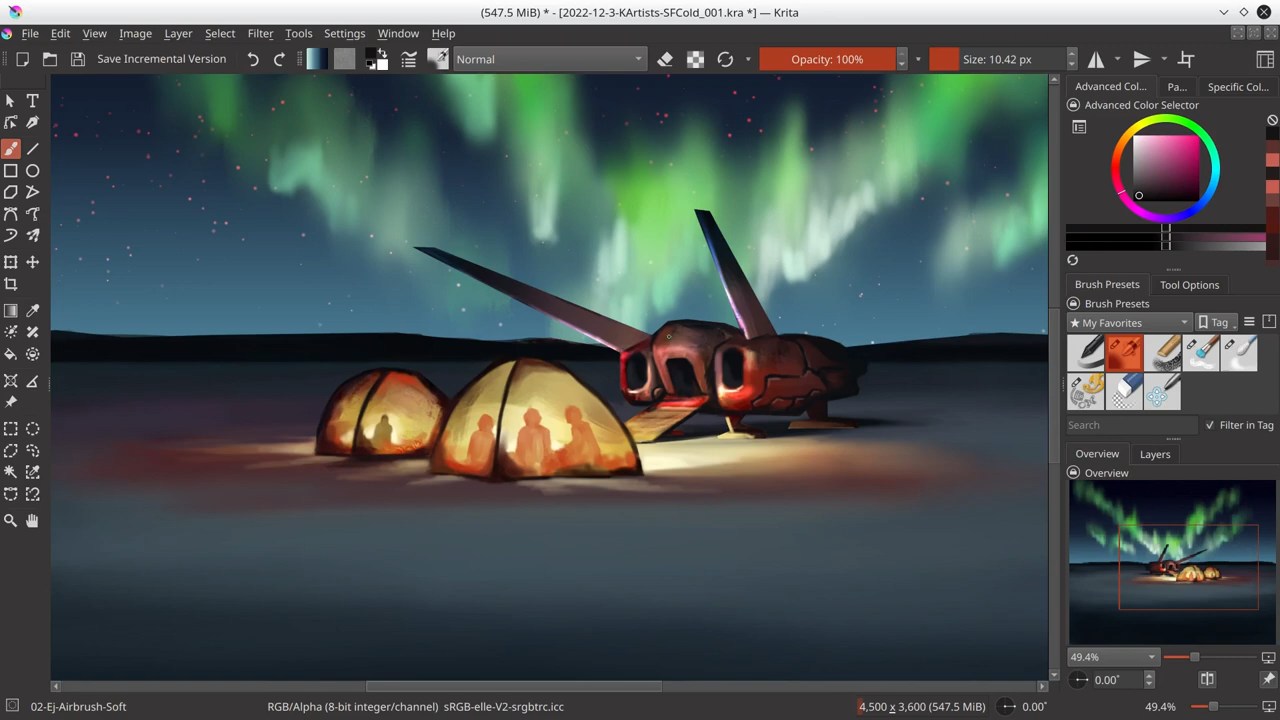 (547.5 MiB) * - [2022-12-3-KArtists-SFCold_001.kra *] — Krita
File Edit View Image Layer Select Filter Tools Settings Window Help
Save Incremental Version Normal Opacity: 100% Size: 10.42 px
Advanced Col... Pa... Specific Col...
Advanced Color Selector
Brush Presets Tool Options
Brush Presets
★ My Favorites Tag
Search Filter in Tag
Overview Layers
Overview
49.4%
0.00°
02-Ej-Airbrush-Soft RGB/Alpha (8-bit integer/channel) sRGB-elle-V2-srgbtrc.icc 4,500 x 3,600 (547.5 MiB) 0.00° 49.4%